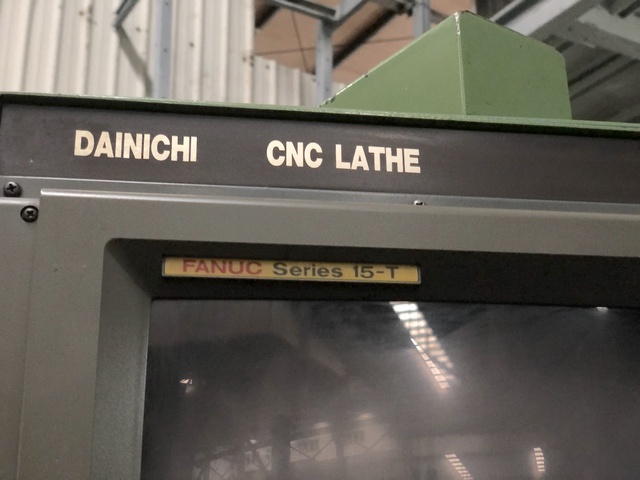 DAINICHI CNC LATHE
FANUC Series 15-T